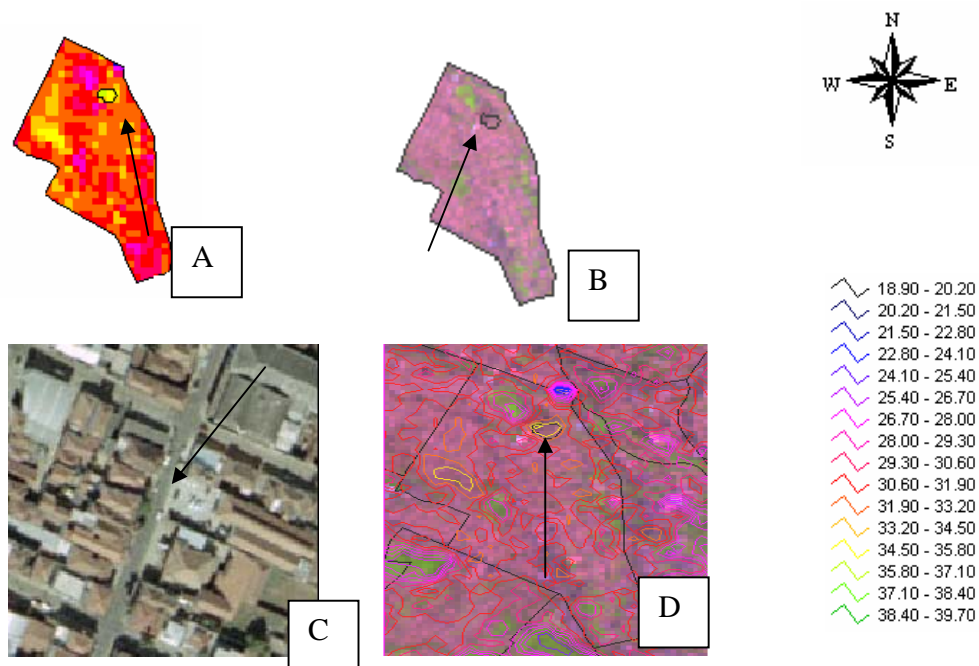 N
W E
S
A
B
C
D
18.90 - 20.20
20.20 - 21.50
21.50 - 22.80
22.80 - 24.10
24.10 - 25.40
25.40 - 26.70
26.70 - 28.00
28.00 - 29.30
29.30 - 30.60
30.60 - 31.90
31.90 - 33.20
33.20 - 34.50
34.50 - 35.80
35.80 - 37.10
37.10 - 38.40
38.40 - 39.70